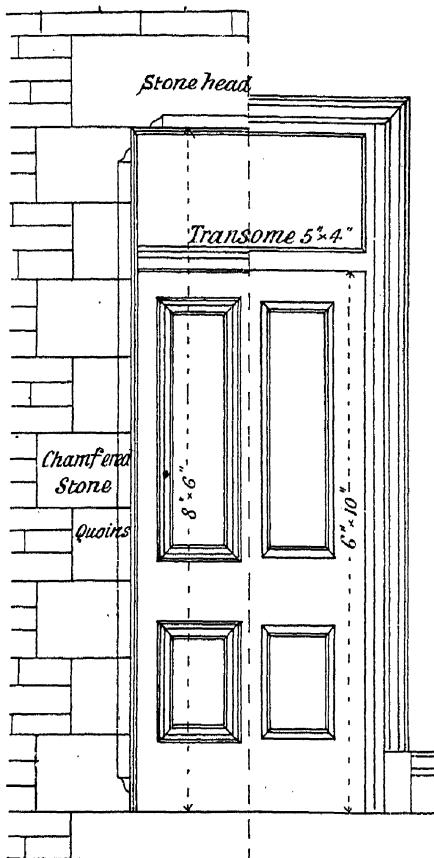 Stone head
Transome 5"×4"
Chamfered
Stone
Quoins
8"×6"
6"×10"